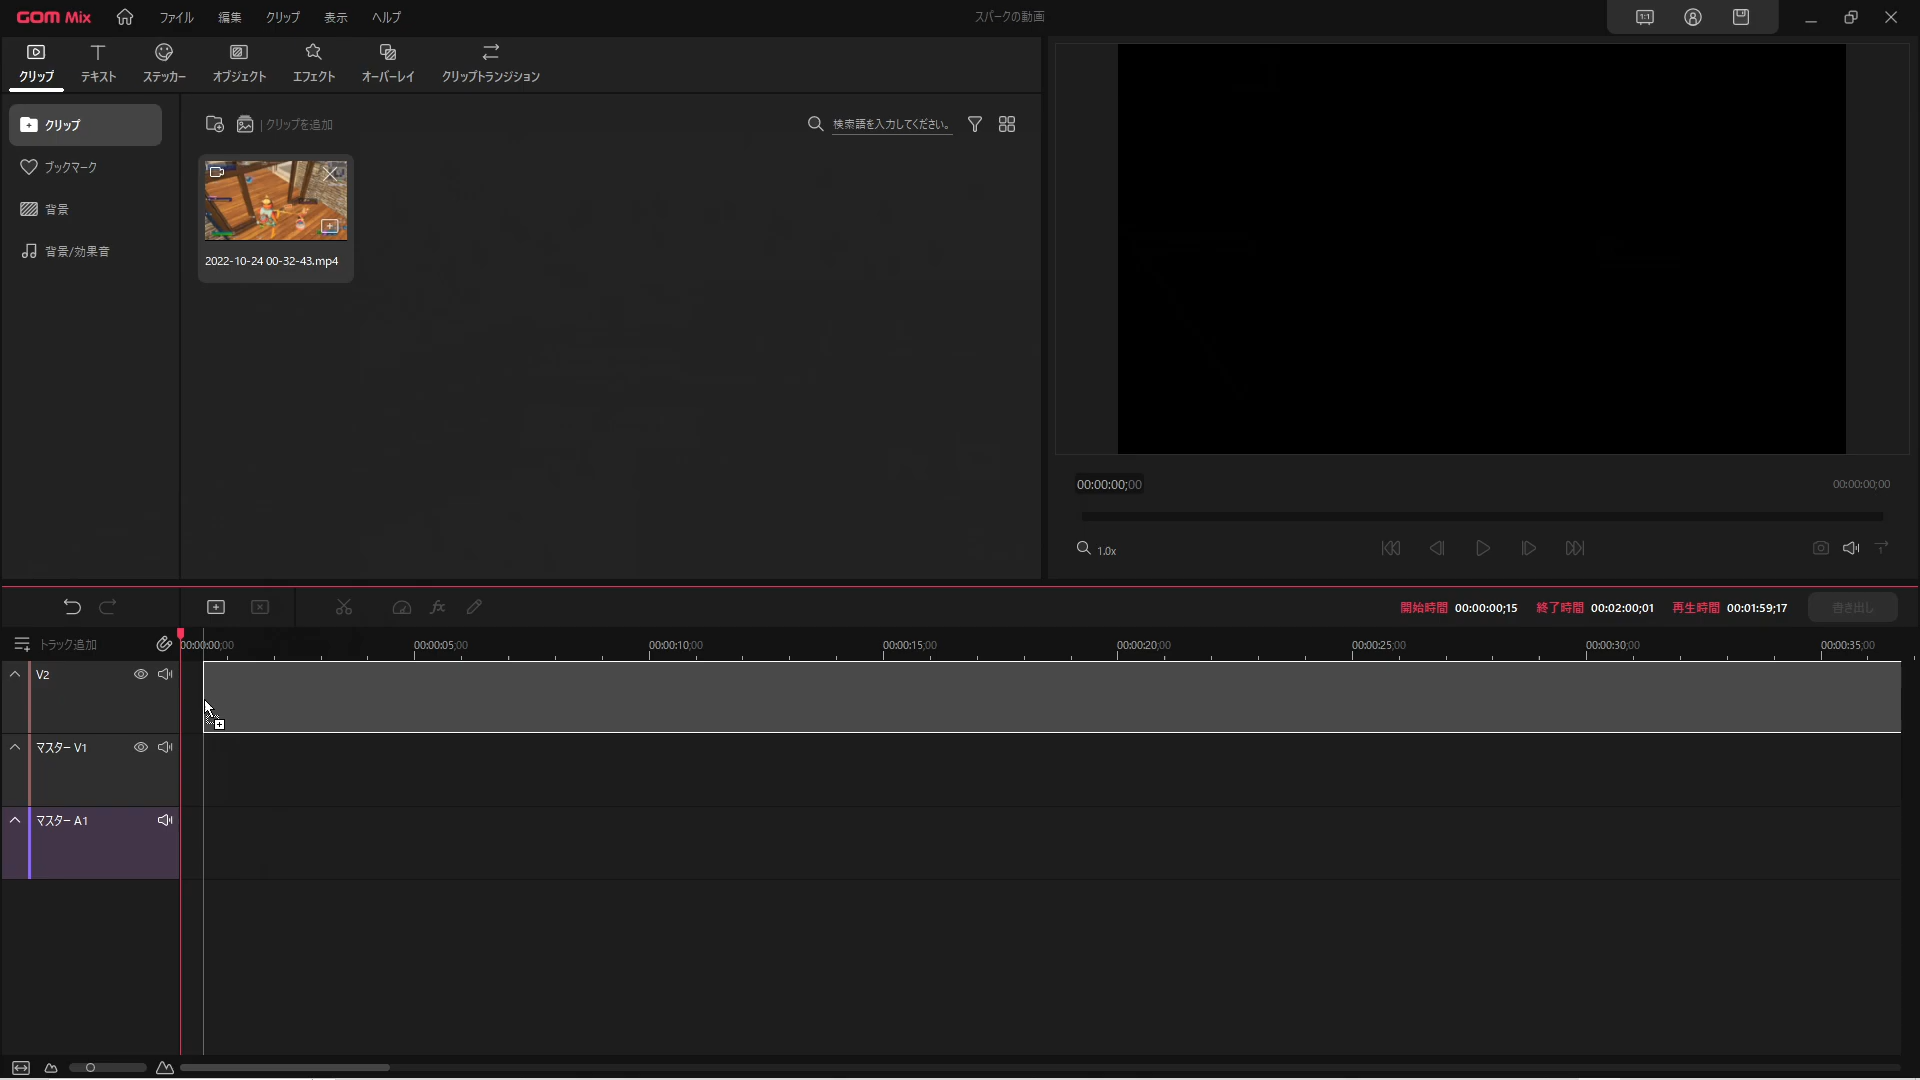 GOM Mix
ファイル
編集
クリップ
表示
ヘルプ
スパークの動画
1:1
クリップ
テキスト
ステッカー
オブジェクト
エフェクト
オーバーレイ
クリップトランジション
クリップ
ブックマーク
背景
背景/効果音
| クリップを追加
検索語を入力してください。
2022-10-24 00-32-43.mp4
00:00:00;00
00:00:00;00
1.0x
開始時間 00:00:00;15
終了時間 00:02:00;01
再生時間 00:01:59;17
書き出し
トラック追加
00:00:00;00
00:00:05;00
00:00:10;00
00:00:15;00
00:00:20;00
00:00:25;00
00:00:30;00
00:00:35;00
V2
マスター V1
マスター A1